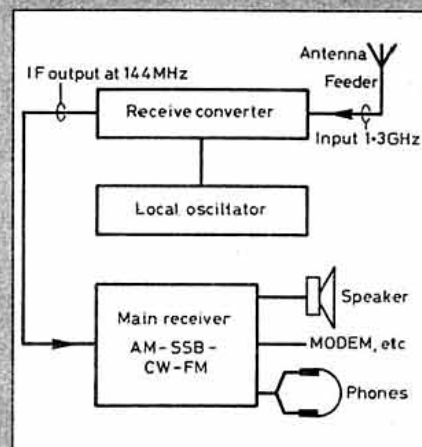 Antenna
IF output at 144MHz
Feeder
Receive converter
Input 1·3GHz
Local oscillator
Main receiver
AM-SSB-
CW-FM
Speaker
MODEM, etc
Phones